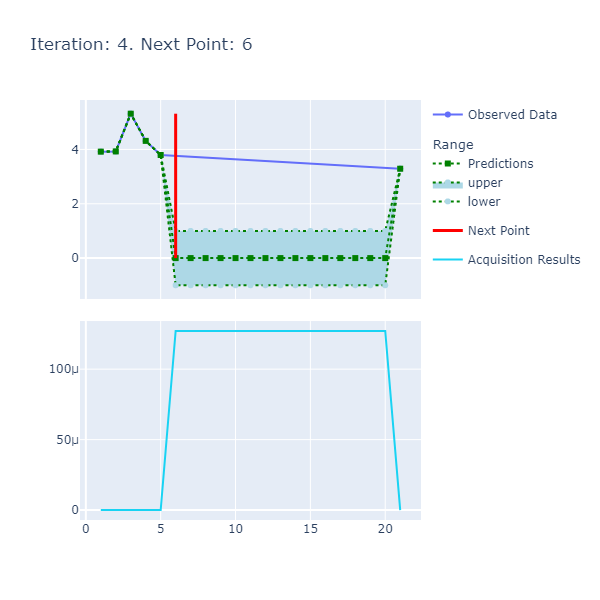 Iteration: 4. Next Point: 6
Observed Data
Range
Predictions
upper
lower
Next Point
Acquisition Results
4
2
0
100μ
50μ
0
0
5
10
15
20